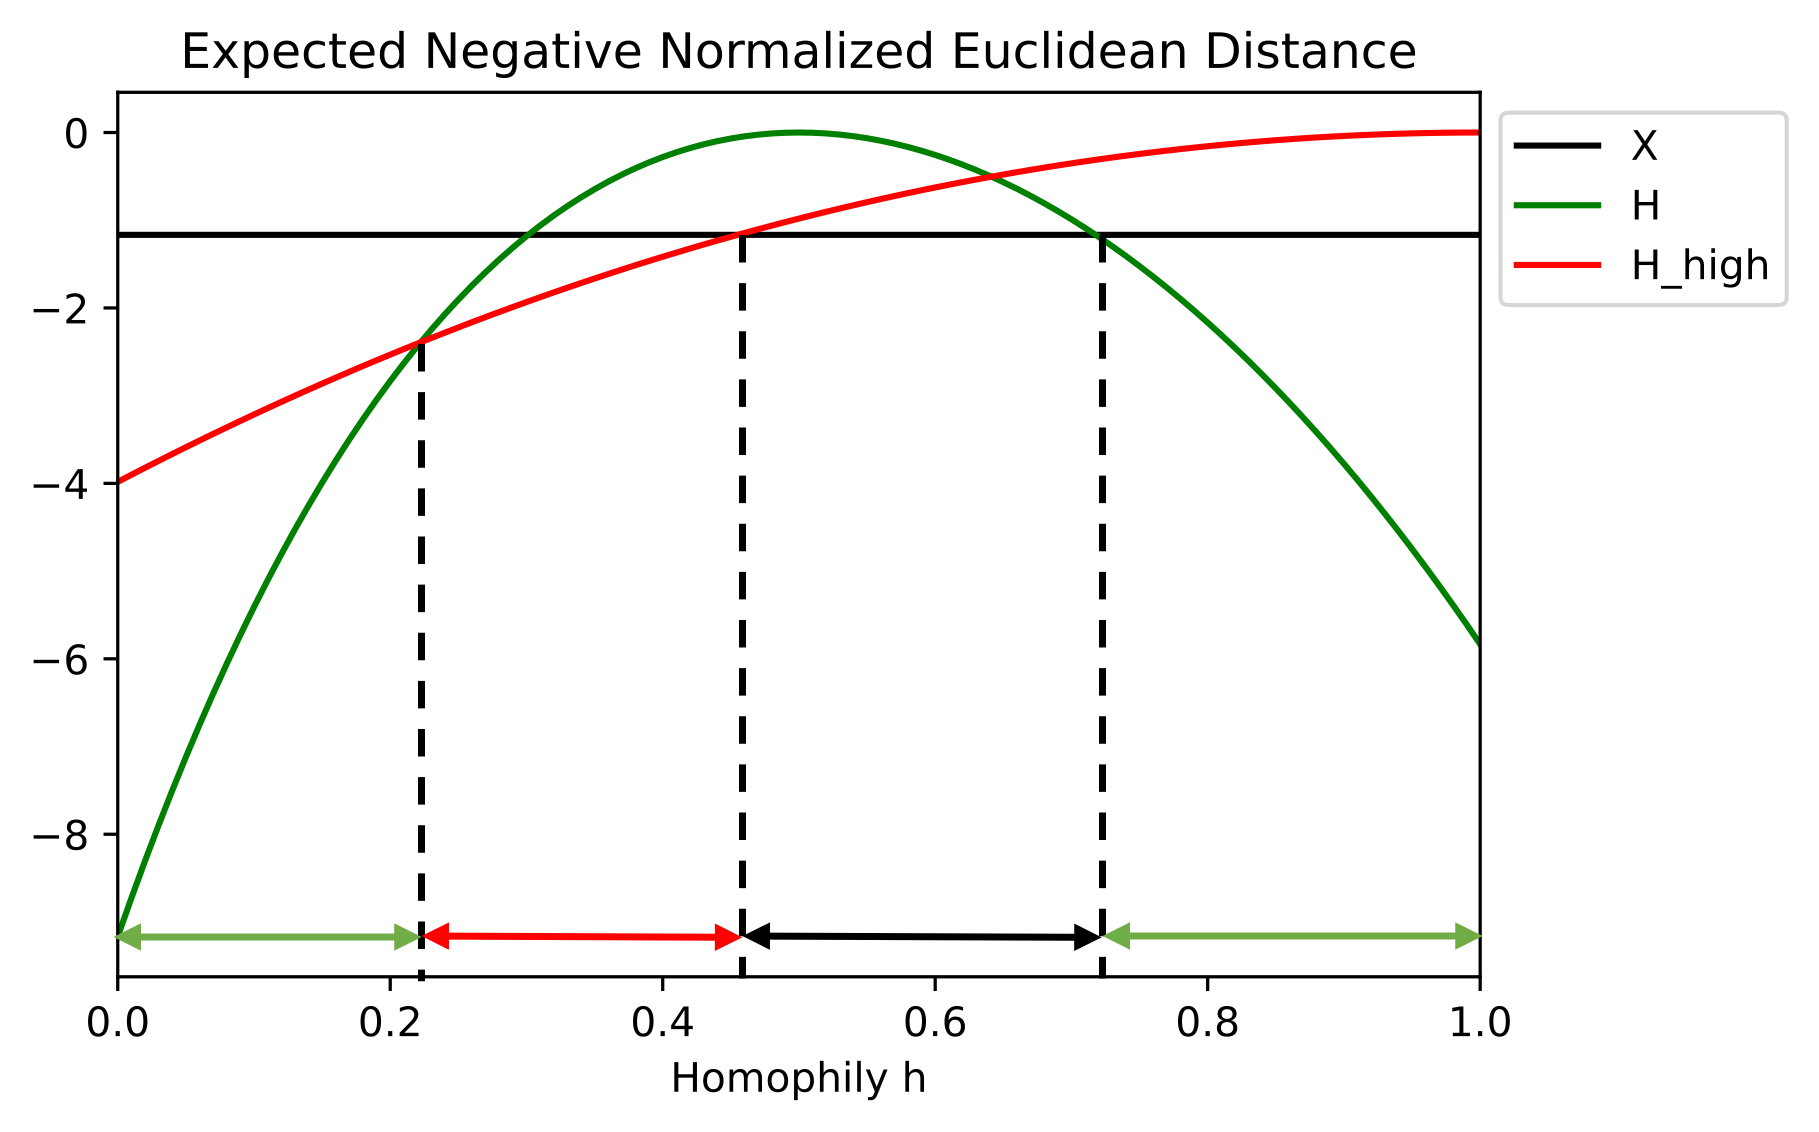 Expected Negative Normalized Euclidean Distance
0
−2
−4
−6
−8
0.0 0.2 0.4 0.6 0.8 1.0
Homophily h
X
H
H_high